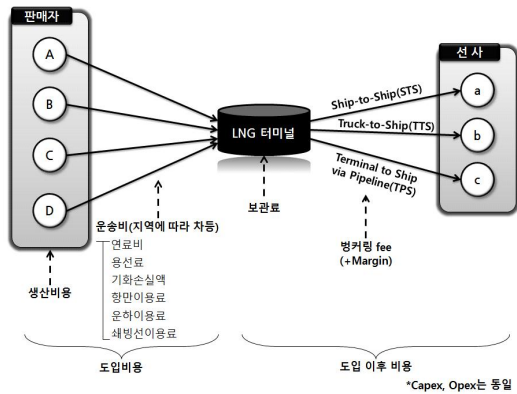 판매자
선 사
A
B
C
D
LNG 터미널
Ship-to-Ship(STS)
Truck-to-Ship(TTS)
Terminal to Ship
via Pipeline(TPS)
a
b
c
보관료
운송비(지역에 따라 차등)
연료비
용선료
기화손실액
항만이용료
운하이용료
쇄빙선이용료
벙커링 fee
(+Margin)
생산비용
도입비용
도입 이후 비용
*Capex, Opex는 동일